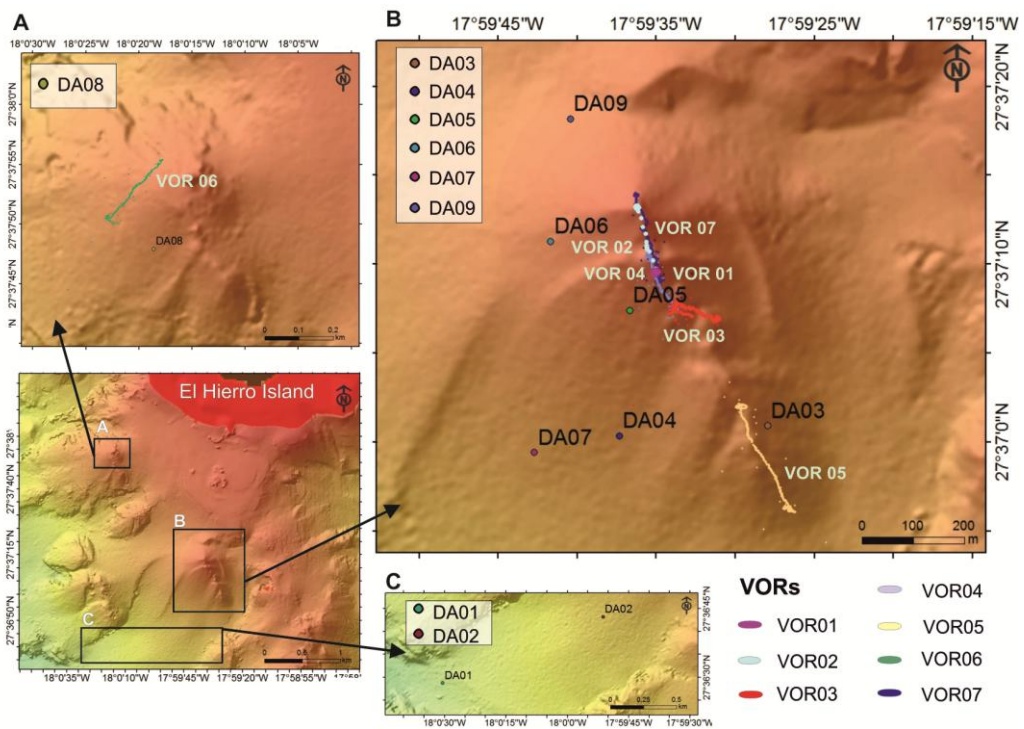 A
18°0'30"W 18°0'25"W 18°0'20"W 18°0'15"W 18°0'10"W 18°0'5"W
DA08
N
27°38'0"N
27°37'55"N
27°37'50"N
27°37'45"N
"N
VOR 06
DA08
0 0.1 0.2
km
B
17°59'45"W 17°59'35"W 17°59'25"W 17°59'15"W
DA03
DA04
DA05
DA06
DA07
DA09
N
27°37'20"N
27°37'10"N
27°37'0"N
DA09
DA06
VOR 07
VOR 02
VOR 04
VOR 01
DA05
VOR 03
DA03
DA04
DA07
VOR 05
0 100 200
m
El Hierro Island
N
A
B
C
27°38'
27°37'40"N
27°37'15"N
27°36'50"N
1
km
18°0'35"W 18°0'10"W 17°59'45"W 17°59'20"W 17°58'55"W
C
DA01
DA02
DA02
DA01
N
27°36'45"N
27°36'30"N
27°36'15"N
0 0.25 0.5
km
18°0'30"W 18°0'15"W 18°0'0"W 17°59'45"W 17°59'30"W
VORs
VOR01
VOR02
VOR03
VOR04
VOR05
VOR06
VOR07